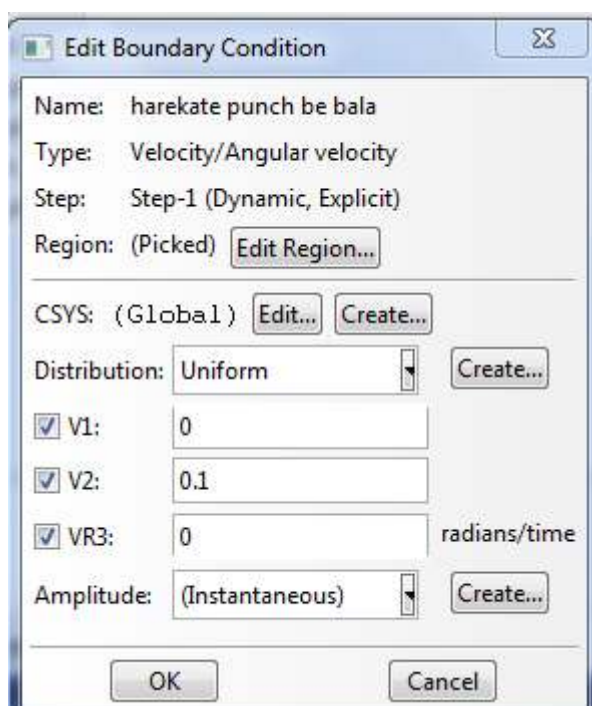 Edit Boundary Condition
Name: harekate punch be bala
Type: Velocity/Angular velocity
Step: Step-1 (Dynamic, Explicit)
Region: (Picked) Edit Region...
CSYS: (Global) Edit... Create...
Distribution: Uniform Create...
V1: 0
V2: 0.1
VR3: 0 radians/time
Amplitude: (Instantaneous) Create...
OK Cancel